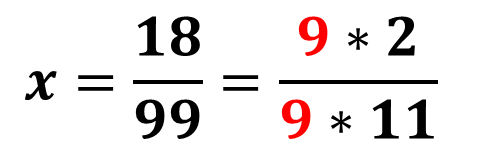 x = 18/99 = 9 * 2/9 * 11